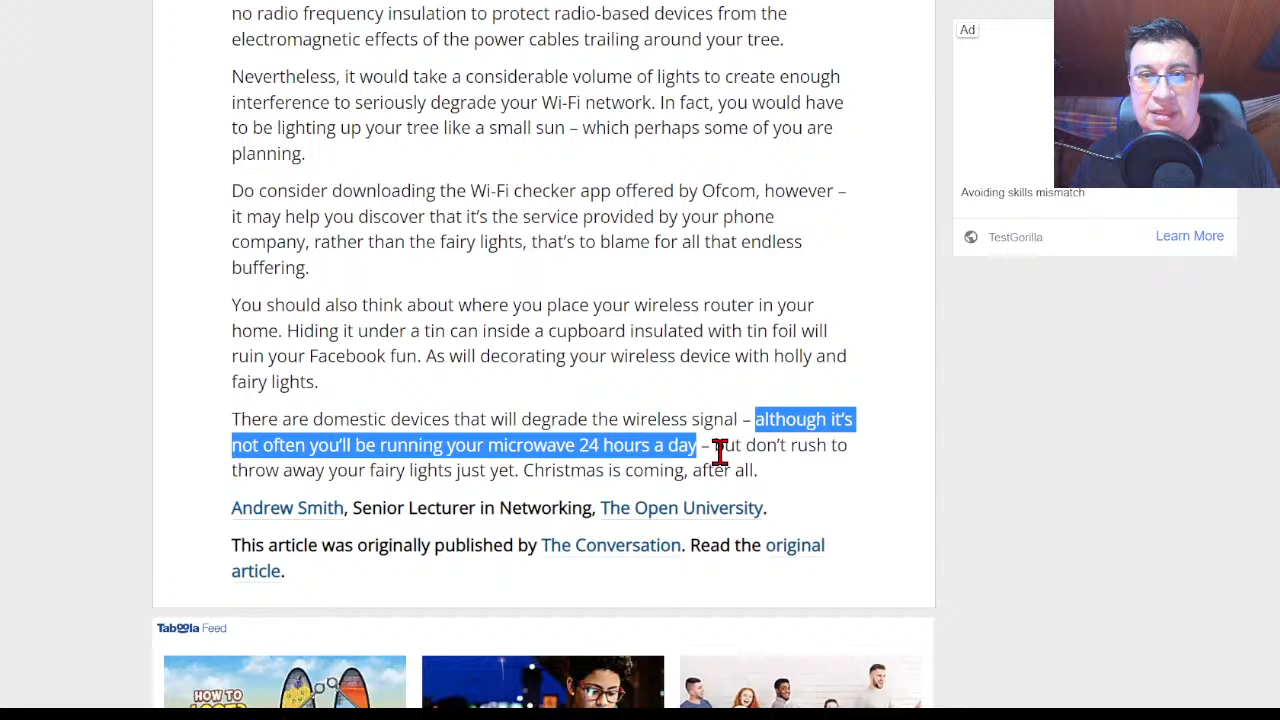 no radio frequency insulation to protect radio-based devices from the
electromagnetic effects of the power cables trailing around your tree.
Nevertheless, it would take a considerable volume of lights to create enough
interference to seriously degrade your Wi-Fi network. In fact, you would have
to be lighting up your tree like a small sun – which perhaps some of you are
planning.
Do consider downloading the Wi-Fi checker app offered by Ofcom, however –
it may help you discover that it’s the service provided by your phone
company, rather than the fairy lights, that’s to blame for all that endless
buffering.
You should also think about where you place your wireless router in your
home. Hiding it under a tin can inside a cupboard insulated with tin foil will
ruin your Facebook fun. As will decorating your wireless device with holly and
fairy lights.
There are domestic devices that will degrade the wireless signal – although it’s
not often you’ll be running your microwave 24 hours a day – but don’t rush to
throw away your fairy lights just yet. Christmas is coming, after all.
Andrew Smith, Senior Lecturer in Networking, The Open University.
This article was originally published by The Conversation. Read the original
article.
Taboola Feed
HOW TO
Ad
Avoiding skills mismatch
TestGorilla
Learn More